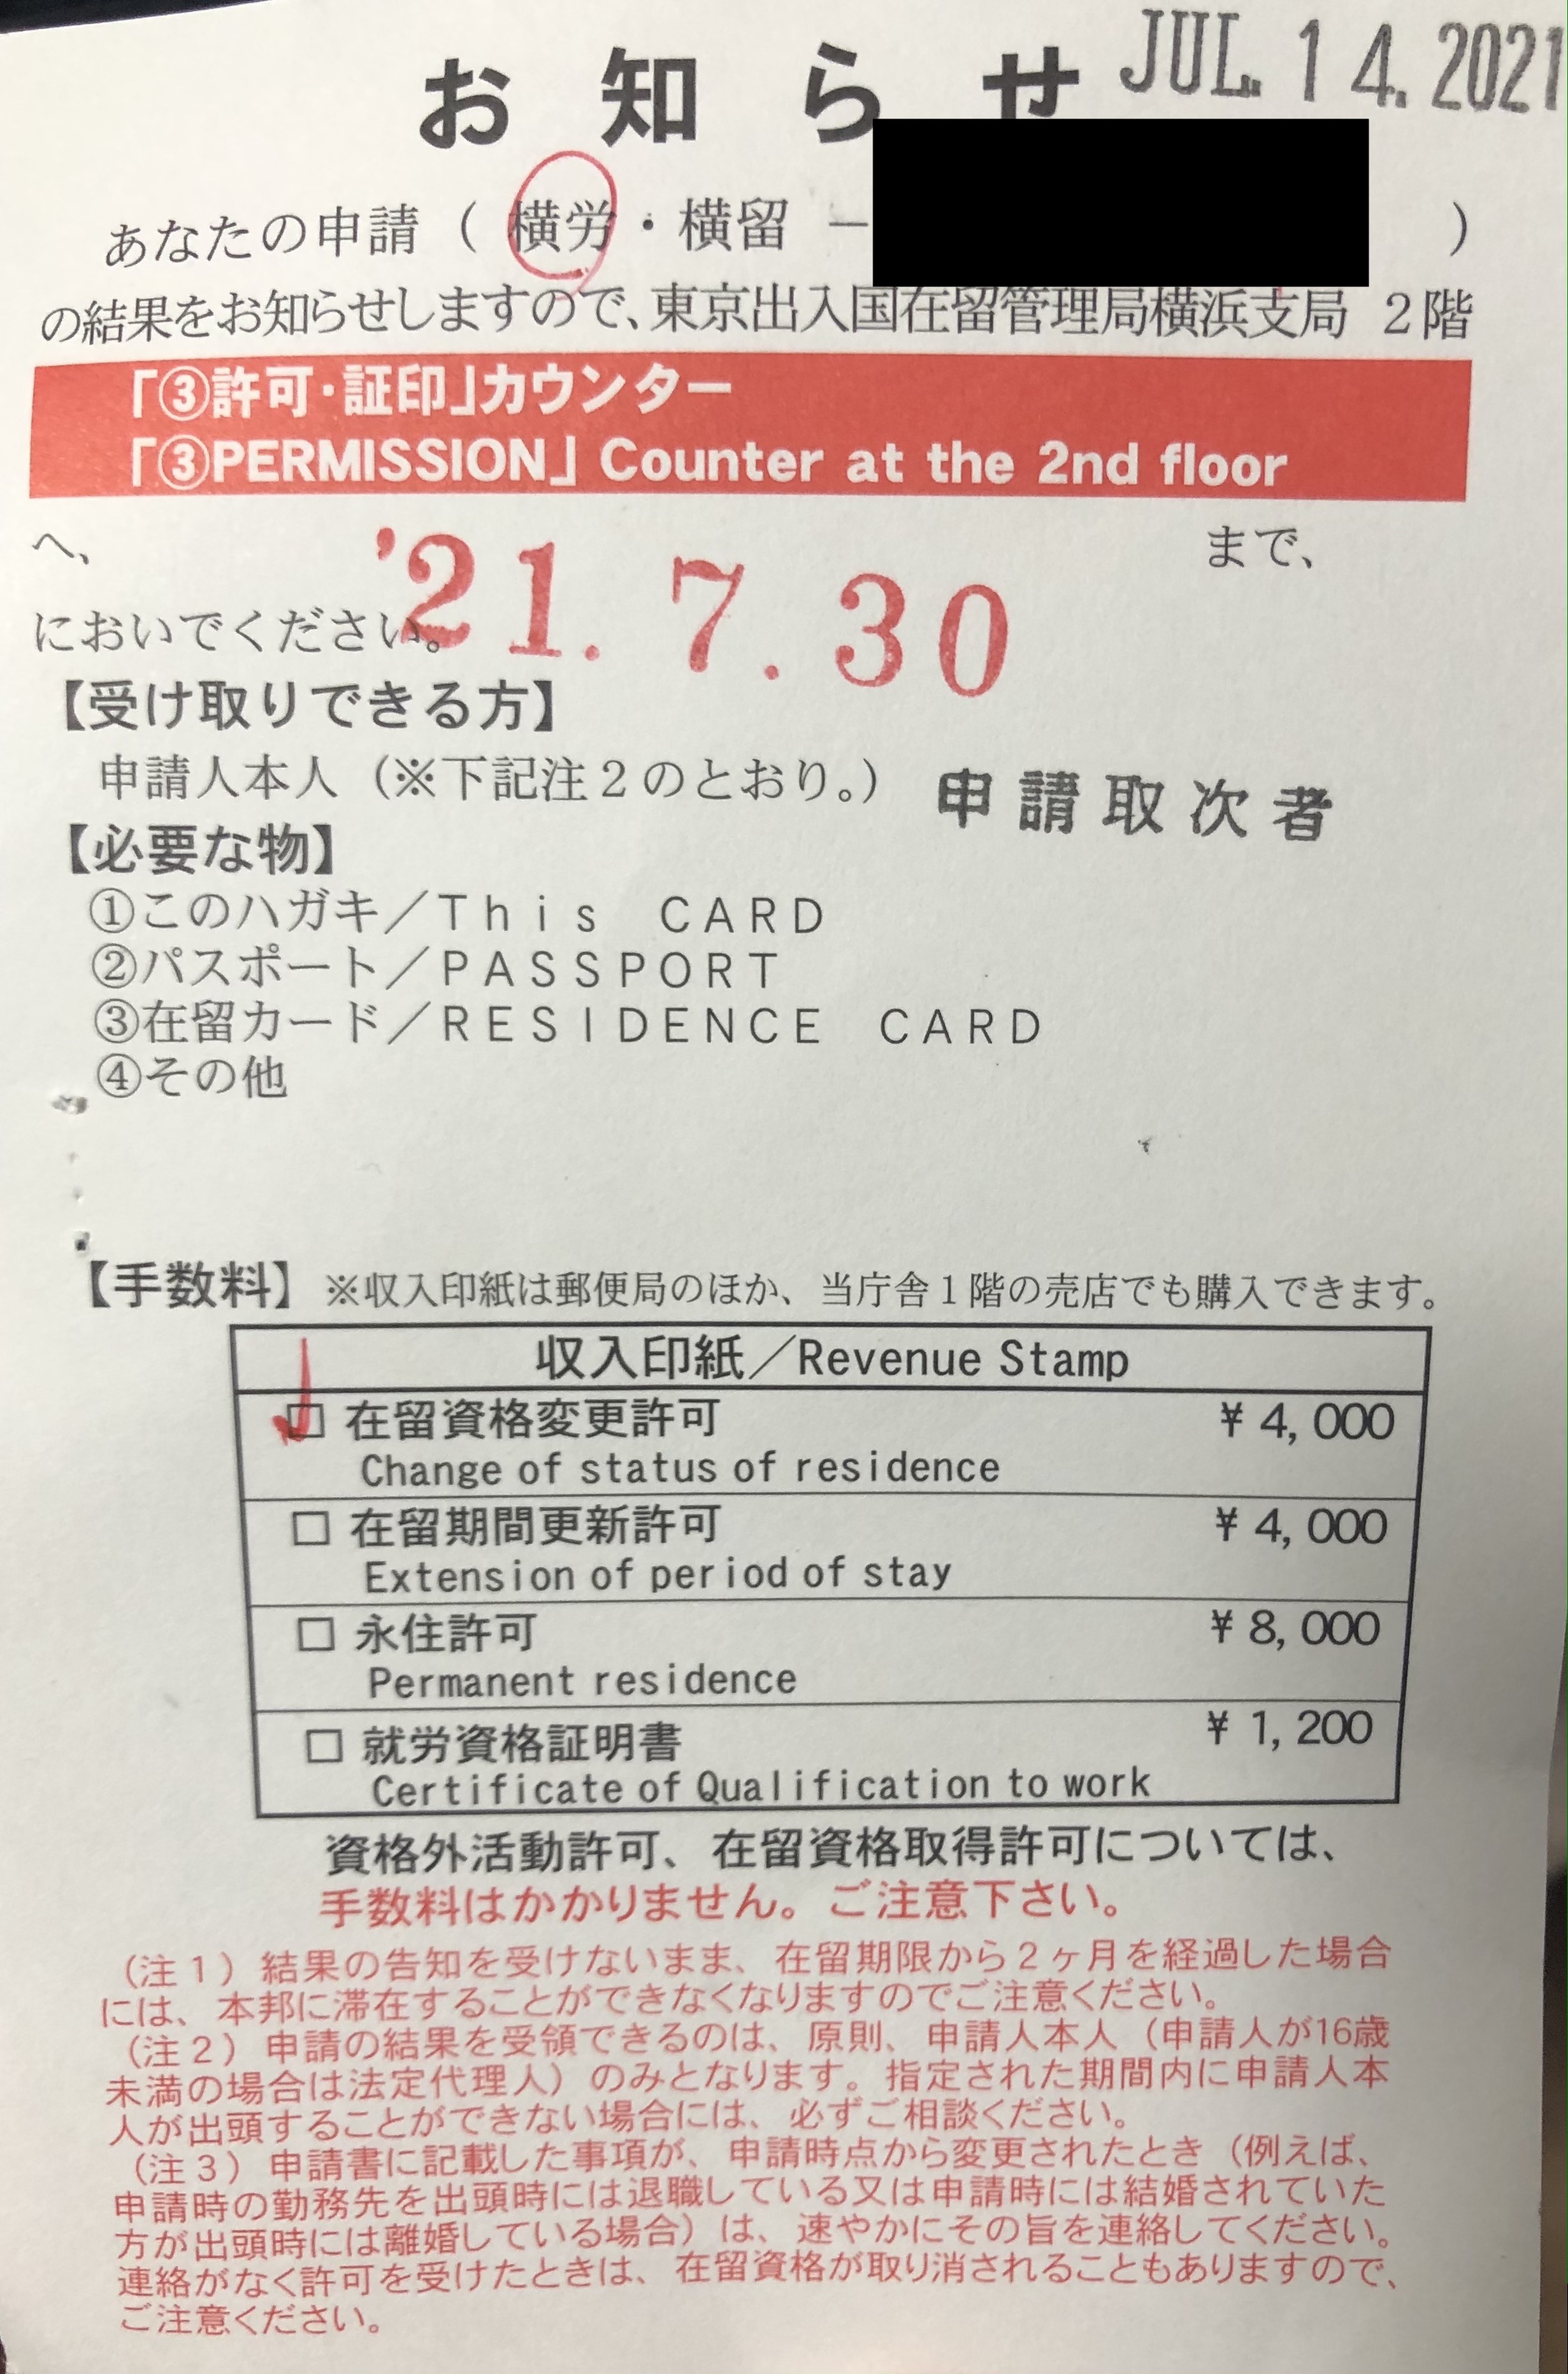 お知らせ JUL. 14. 2021
あなたの申請（横労・横留 － ）
の結果をお知らせしますので、東京出入国在留管理局横浜支局 ２階
「③許可・証印」カウンター
「③PERMISSION」 Counter at the 2nd floor
へ、 '21. 7. 30 まで、
においでください。
【受け取りできる方】
申請人本人（※下記注２のとおり。） 申請取次者
【必要な物】
①このハガキ／Ｔｈｉｓ　ＣＡＲＤ
②パスポート／ＰＡＳＳＰＯＲＴ
③在留カード／ＲＥＳＩＤＥＮＣＥ　ＣＡＲＤ
④その他
【手数料】※収入印紙は郵便局のほか、当庁舎１階の売店でも購入できます。
収入印紙／Revenue Stamp
□ 在留資格変更許可 ￥4,000
Change of status of residence
□ 在留期間更新許可 ￥4,000
Extension of period of stay
□ 永住許可 ￥8,000
Permanent residence
□ 就労資格証明書 ￥1,200
Certificate of Qualification to work
資格外活動許可、在留資格取得許可については、
手数料はかかりません。ご注意下さい。
（注１）結果の告知を受けないまま、在留期限から２ヶ月を経過した場合
には、本邦に滞在することができなくなりますのでご注意ください。
（注２）申請の結果を受領できるのは、原則、申請人本人（申請人が16歳
未満の場合は法定代理人）のみとなります。指定された期間内に申請人本
人が出頭することができない場合には、必ずご相談ください。
（注３）申請書に記載した事項が、申請時点から変更されたとき（例えば、
申請時の勤務先を出頭時には退職している又は申請時には結婚されていた
方が出頭時には離婚している場合）は、速やかにその旨を連絡してください。
連絡がなく許可を受けたときは、在留資格が取り消されることもありますので、
ご注意ください。